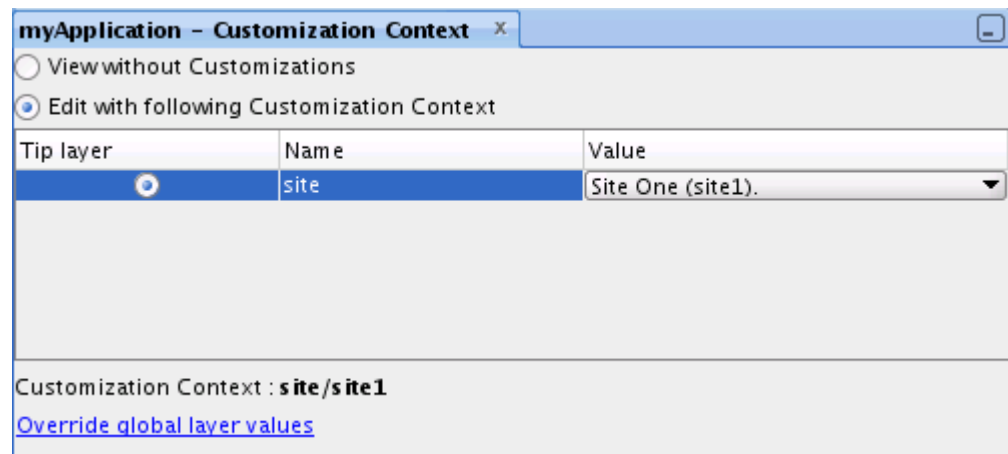 myApplication – Customization Context x
View without Customizations
Edit with following Customization Context
Tip layer Name Value
site Site One (site1).
Customization Context : site/site1
Override global layer values